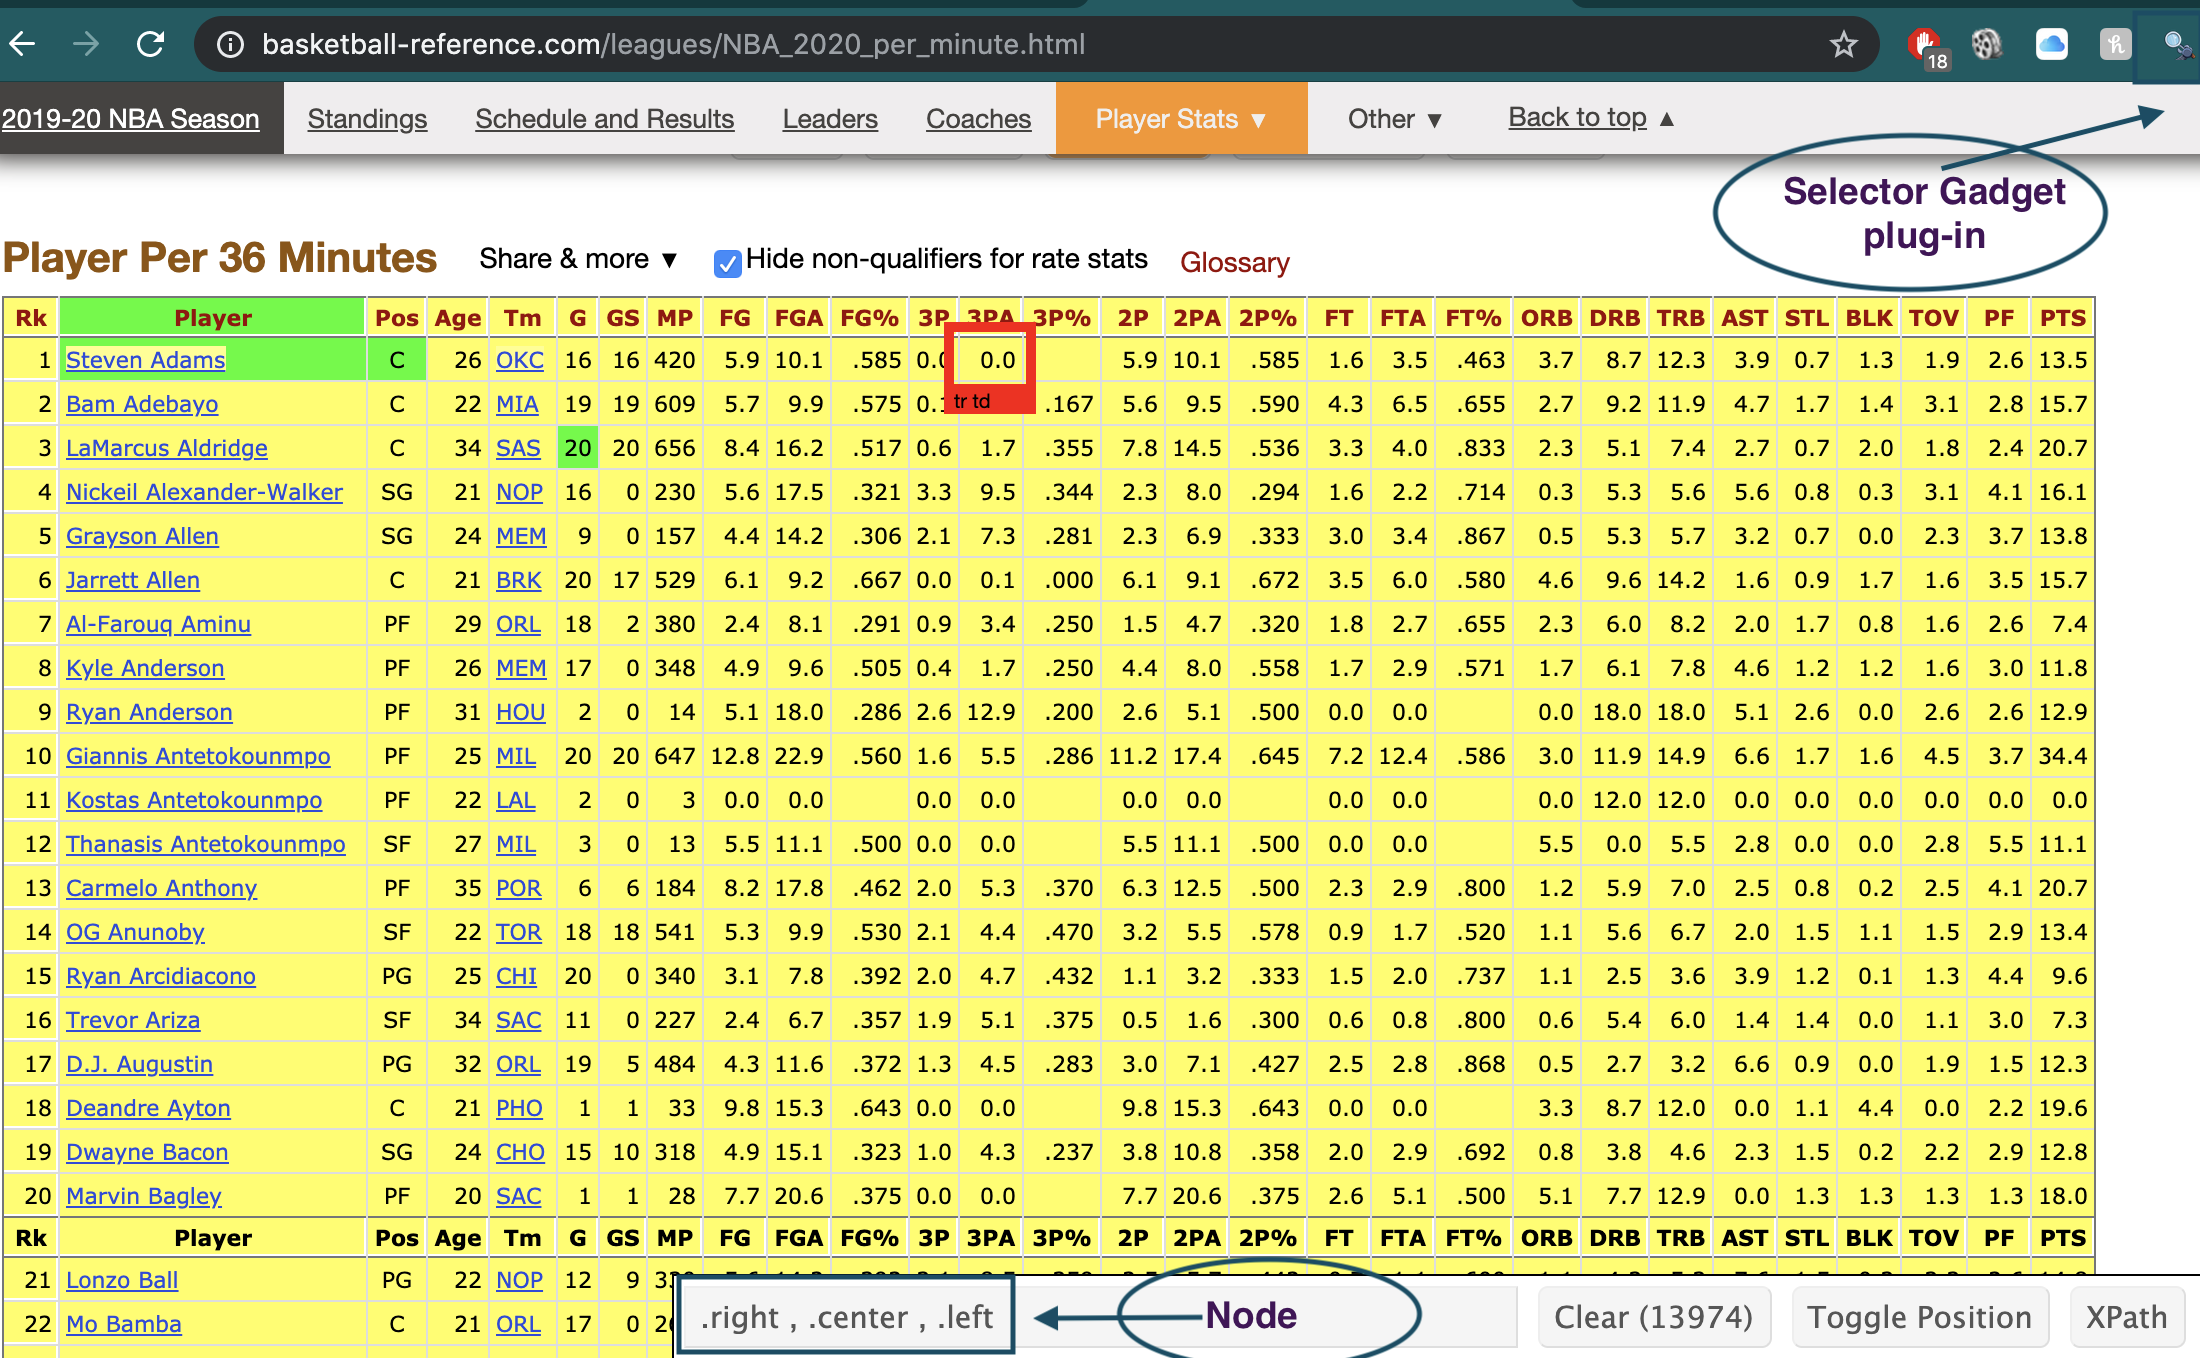 basketball-reference.com/leagues/NBA_2020_per_minute.html
18
2019-20 NBA Season Standings Schedule and Results Leaders Coaches Player Stats ▼ Other ▼ Back to top ▲
Selector Gadget
plug-in
Player Per 36 Minutes Share & more ▼ Hide non-qualifiers for rate stats Glossary
Rk Player Pos Age Tm G GS MP FG FGA FG% 3P 3PA 3P% 2P 2PA 2P% FT FTA FT% ORB DRB TRB AST STL BLK TOV PF PTS
1 Steven Adams C 26 OKC 16 16 420 5.9 10.1 .585 0.0 0.0 5.9 10.1 .585 1.6 3.5 .463 3.7 8.7 12.3 3.9 0.7 1.3 1.9 2.6 13.5
2 Bam Adebayo C 22 MIA 19 19 609 5.7 9.9 .575 0.1 tr td .167 5.6 9.5 .590 4.3 6.5 .655 2.7 9.2 11.9 4.7 1.7 1.4 3.1 2.8 15.7
3 LaMarcus Aldridge C 34 SAS 20 20 656 8.4 16.2 .517 0.6 1.7 .355 7.8 14.5 .536 3.3 4.0 .833 2.3 5.1 7.4 2.7 0.7 2.0 1.8 2.4 20.7
4 Nickeil Alexander-Walker SG 21 NOP 16 0 230 5.6 17.5 .321 3.3 9.5 .344 2.3 8.0 .294 1.6 2.2 .714 0.3 5.3 5.6 5.6 0.8 0.3 3.1 4.1 16.1
5 Grayson Allen SG 24 MEM 9 0 157 4.4 14.2 .306 2.1 7.3 .281 2.3 6.9 .333 3.0 3.4 .867 0.5 5.3 5.7 3.2 0.7 0.0 2.3 3.7 13.8
6 Jarrett Allen C 21 BRK 20 17 529 6.1 9.2 .667 0.0 0.1 .000 6.1 9.1 .672 3.5 6.0 .580 4.6 9.6 14.2 1.6 0.9 1.7 1.6 3.5 15.7
7 Al-Farouq Aminu PF 29 ORL 18 2 380 2.4 8.1 .291 0.9 3.4 .250 1.5 4.7 .320 1.8 2.7 .655 2.3 6.0 8.2 2.0 1.7 0.8 1.6 2.6 7.4
8 Kyle Anderson PF 26 MEM 17 0 348 4.9 9.6 .505 0.4 1.7 .250 4.4 8.0 .558 1.7 2.9 .571 1.7 6.1 7.8 4.6 1.2 1.2 1.6 3.0 11.8
9 Ryan Anderson PF 31 HOU 2 0 14 5.1 18.0 .286 2.6 12.9 .200 2.6 5.1 .500 0.0 0.0 0.0 18.0 18.0 5.1 2.6 0.0 2.6 2.6 12.9
10 Giannis Antetokounmpo PF 25 MIL 20 20 647 12.8 22.9 .560 1.6 5.5 .286 11.2 17.4 .645 7.2 12.4 .586 3.0 11.9 14.9 6.6 1.7 1.6 4.5 3.7 34.4
11 Kostas Antetokounmpo PF 22 LAL 2 0 3 0.0 0.0 0.0 0.0 0.0 0.0 0.0 0.0 0.0 12.0 12.0 0.0 0.0 0.0 0.0 0.0 0.0
12 Thanasis Antetokounmpo SF 27 MIL 3 0 13 5.5 11.1 .500 0.0 0.0 5.5 11.1 .500 0.0 0.0 5.5 0.0 5.5 2.8 0.0 0.0 2.8 5.5 11.1
13 Carmelo Anthony PF 35 POR 6 6 184 8.2 17.8 .462 2.0 5.3 .370 6.3 12.5 .500 2.3 2.9 .800 1.2 5.9 7.0 2.5 0.8 0.2 2.5 4.1 20.7
14 OG Anunoby SF 22 TOR 18 18 541 5.3 9.9 .530 2.1 4.4 .470 3.2 5.5 .578 0.9 1.7 .520 1.1 5.6 6.7 2.0 1.5 1.1 1.5 2.9 13.4
15 Ryan Arcidiacono PG 25 CHI 20 0 340 3.1 7.8 .392 2.0 4.7 .432 1.1 3.2 .333 1.5 2.0 .737 1.1 2.5 3.6 3.9 1.2 0.1 1.3 4.4 9.6
16 Trevor Ariza SF 34 SAC 11 0 227 2.4 6.7 .357 1.9 5.1 .375 0.5 1.6 .300 0.6 0.8 .800 0.6 5.4 6.0 1.4 1.4 0.0 1.1 3.0 7.3
17 D.J. Augustin PG 32 ORL 19 5 484 4.3 11.6 .372 1.3 4.5 .283 3.0 7.1 .427 2.5 2.8 .868 0.5 2.7 3.2 6.6 0.9 0.0 1.9 1.5 12.3
18 Deandre Ayton C 21 PHO 1 1 33 9.8 15.3 .643 0.0 0.0 9.8 15.3 .643 0.0 0.0 3.3 8.7 12.0 0.0 1.1 4.4 0.0 2.2 19.6
19 Dwayne Bacon SG 24 CHO 15 10 318 4.9 15.1 .323 1.0 4.3 .237 3.8 10.8 .358 2.0 2.9 .692 0.8 3.8 4.6 2.3 1.5 0.2 2.2 2.9 12.8
20 Marvin Bagley PF 20 SAC 1 1 28 7.7 20.6 .375 0.0 0.0 7.7 20.6 .375 2.6 5.1 .500 5.1 7.7 12.9 0.0 1.3 1.3 1.3 1.3 18.0
Rk Player Pos Age Tm G GS MP FG FGA FG% 3P 3PA 3P% 2P 2PA 2P% FT FTA FT% ORB DRB TRB AST STL BLK TOV PF PTS
21 Lonzo Ball PG 22 NOP 12 9
22 Mo Bamba C 21 ORL 17 0
.right , .center , .left Node Clear (13974) Toggle Position XPath